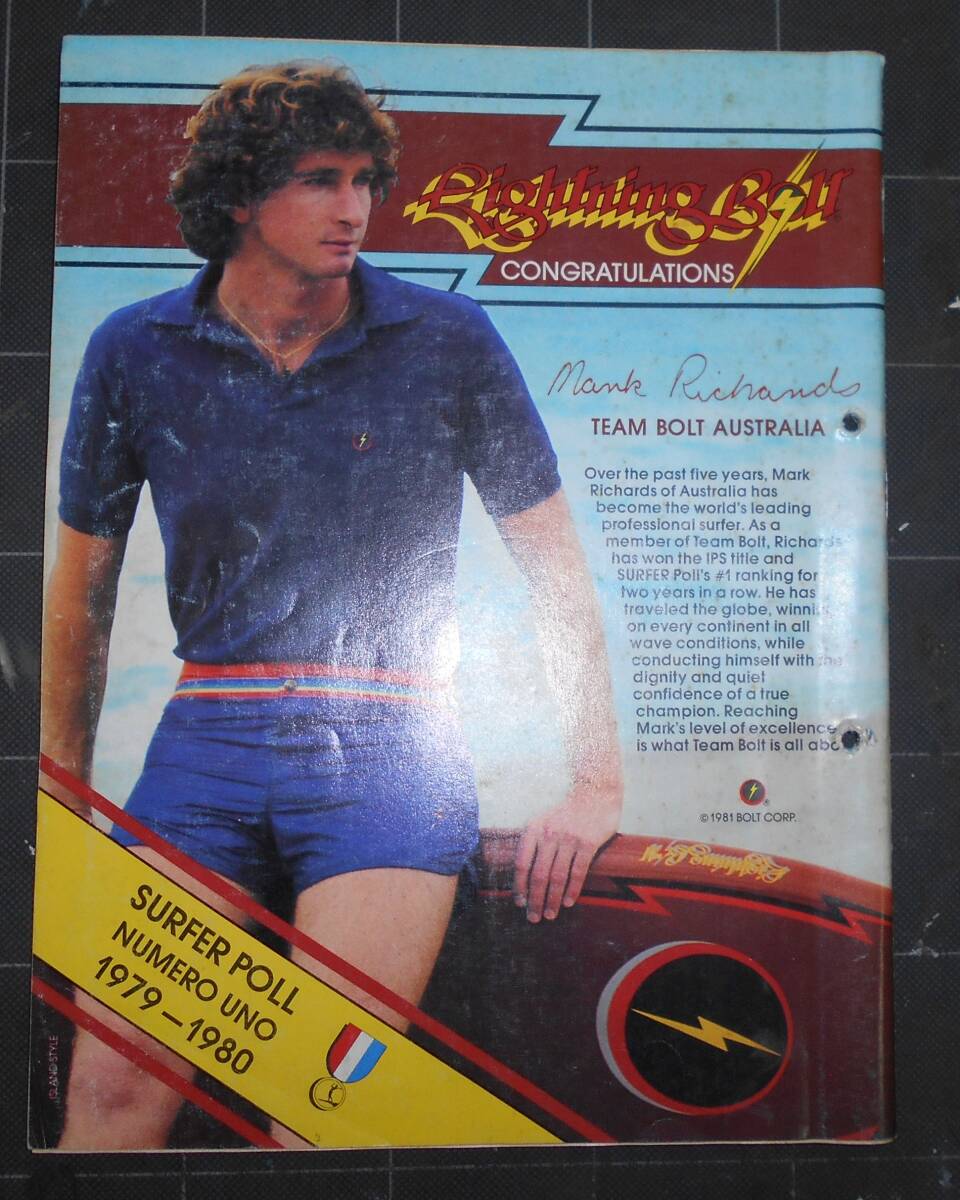 Lightning Bolt
CONGRATULATIONS
Mark Richards
TEAM BOLT AUSTRALIA
Over the past five years, Mark
Richards of Australia has
become the world's leading
professional surfer. As a
member of Team Bolt, Richards
has won the IPS title and
SURFER Poll's #1 ranking for
two years in a row. He has
traveled the globe, winning
on every continent in all
wave conditions, while
conducting himself with the
dignity and quiet
confidence of a true
champion. Reaching
Mark's level of excellence
is what Team Bolt is all
®
©1981 BOLT CORP.
Lightning Bolt
SURFER POLL
NUMERO UNO
1979–1980
ISLAND STYLE